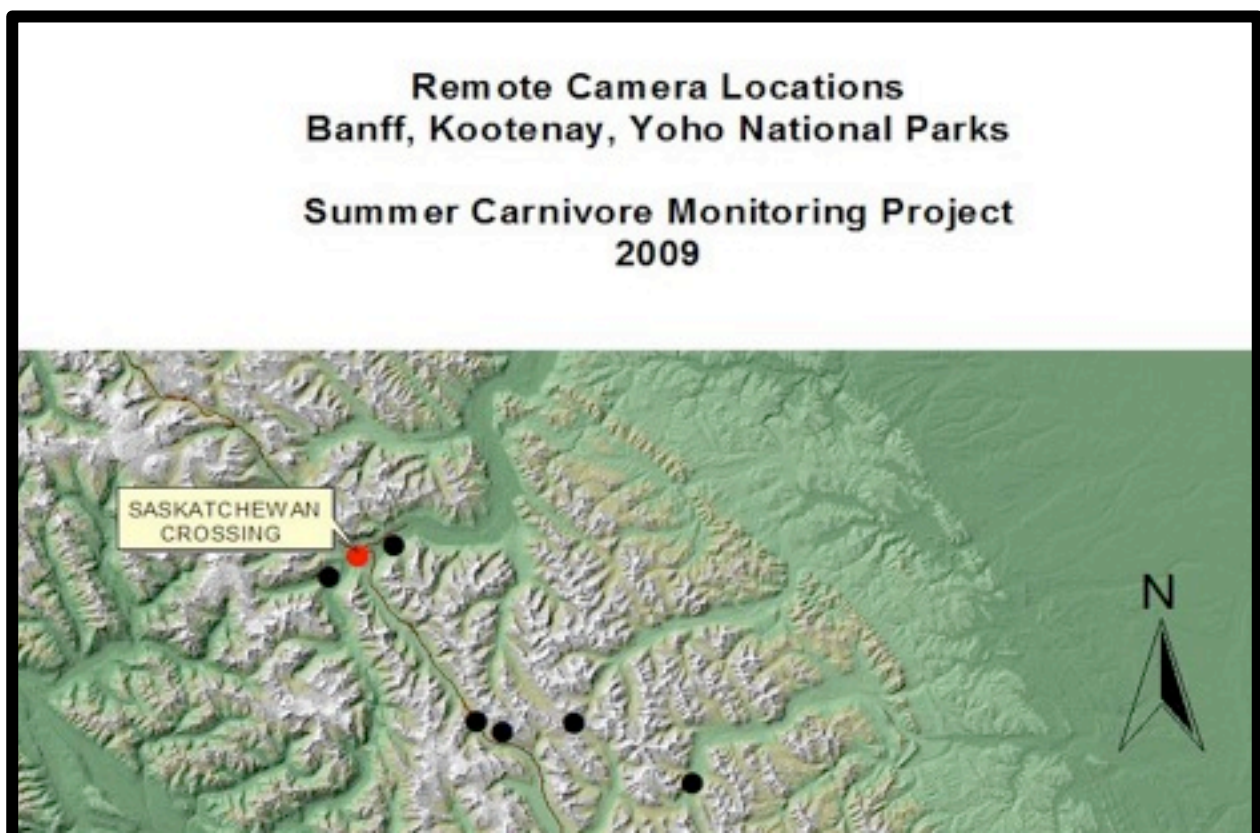 Remote Camera Locations
Banff, Kootenay, Yoho National Parks
Summer Carnivore Monitoring Project
2009
SASKATCHEWAN
CROSSING
N